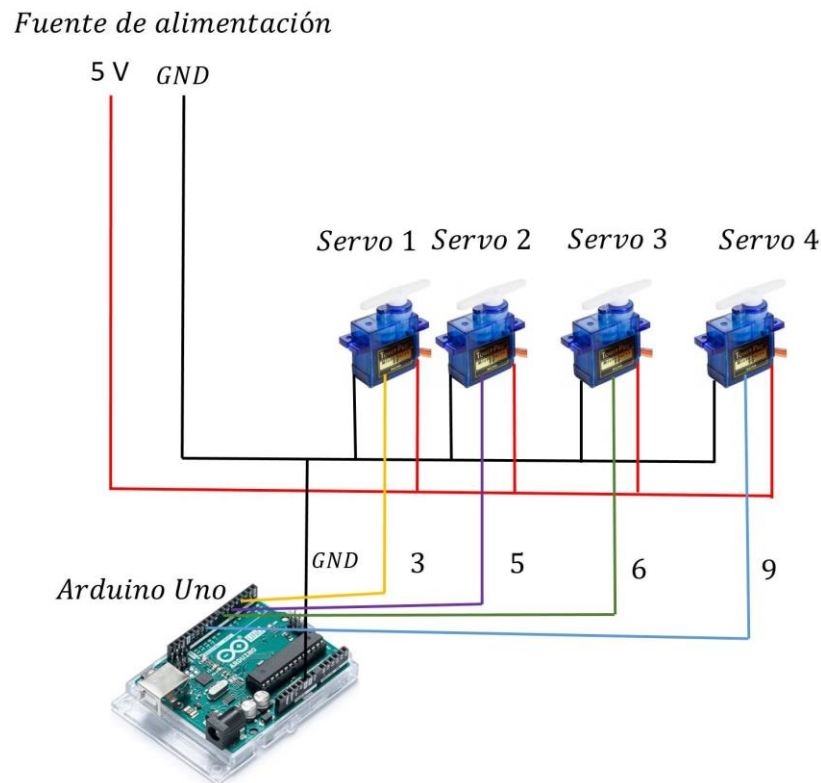 Fuente de alimentación
5 V GND
Servo 1 Servo 2 Servo 3 Servo 4
GND 3 5 6 9
Arduino Uno
ARDUINO